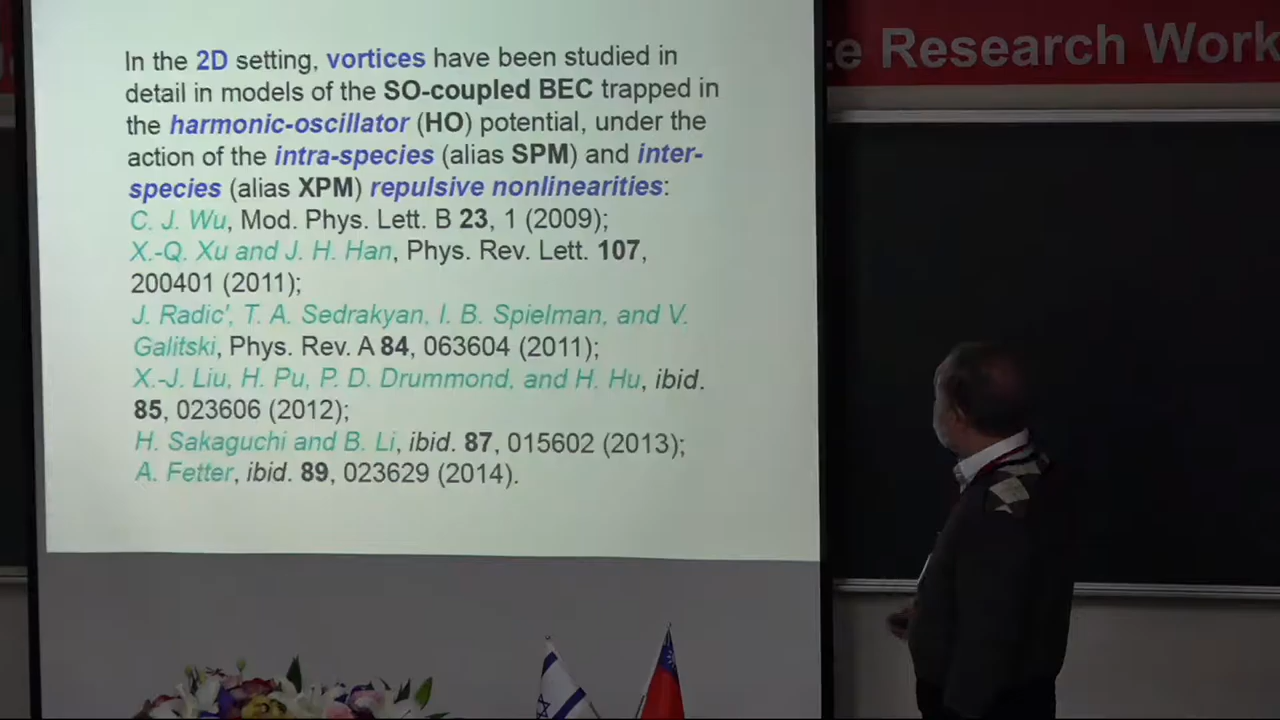 In the 2D setting, vortices have been studied in
detail in models of the SO-coupled BEC trapped in
the harmonic-oscillator (HO) potential, under the
action of the intra-species (alias SPM) and inter-
species (alias XPM) repulsive nonlinearities:
C. J. Wu, Mod. Phys. Lett. B 23, 1 (2009);
X.-Q. Xu and J. H. Han, Phys. Rev. Lett. 107,
200401 (2011);
J. Radic', T. A. Sedrakyan, I. B. Spielman, and V.
Galitski, Phys. Rev. A 84, 063604 (2011);
X.-J. Liu, H. Pu, P. D. Drummond, and H. Hu, ibid.
85, 023606 (2012);
H. Sakaguchi and B. Li, ibid. 87, 015602 (2013);
A. Fetter, ibid. 89, 023629 (2014).
te Research Work